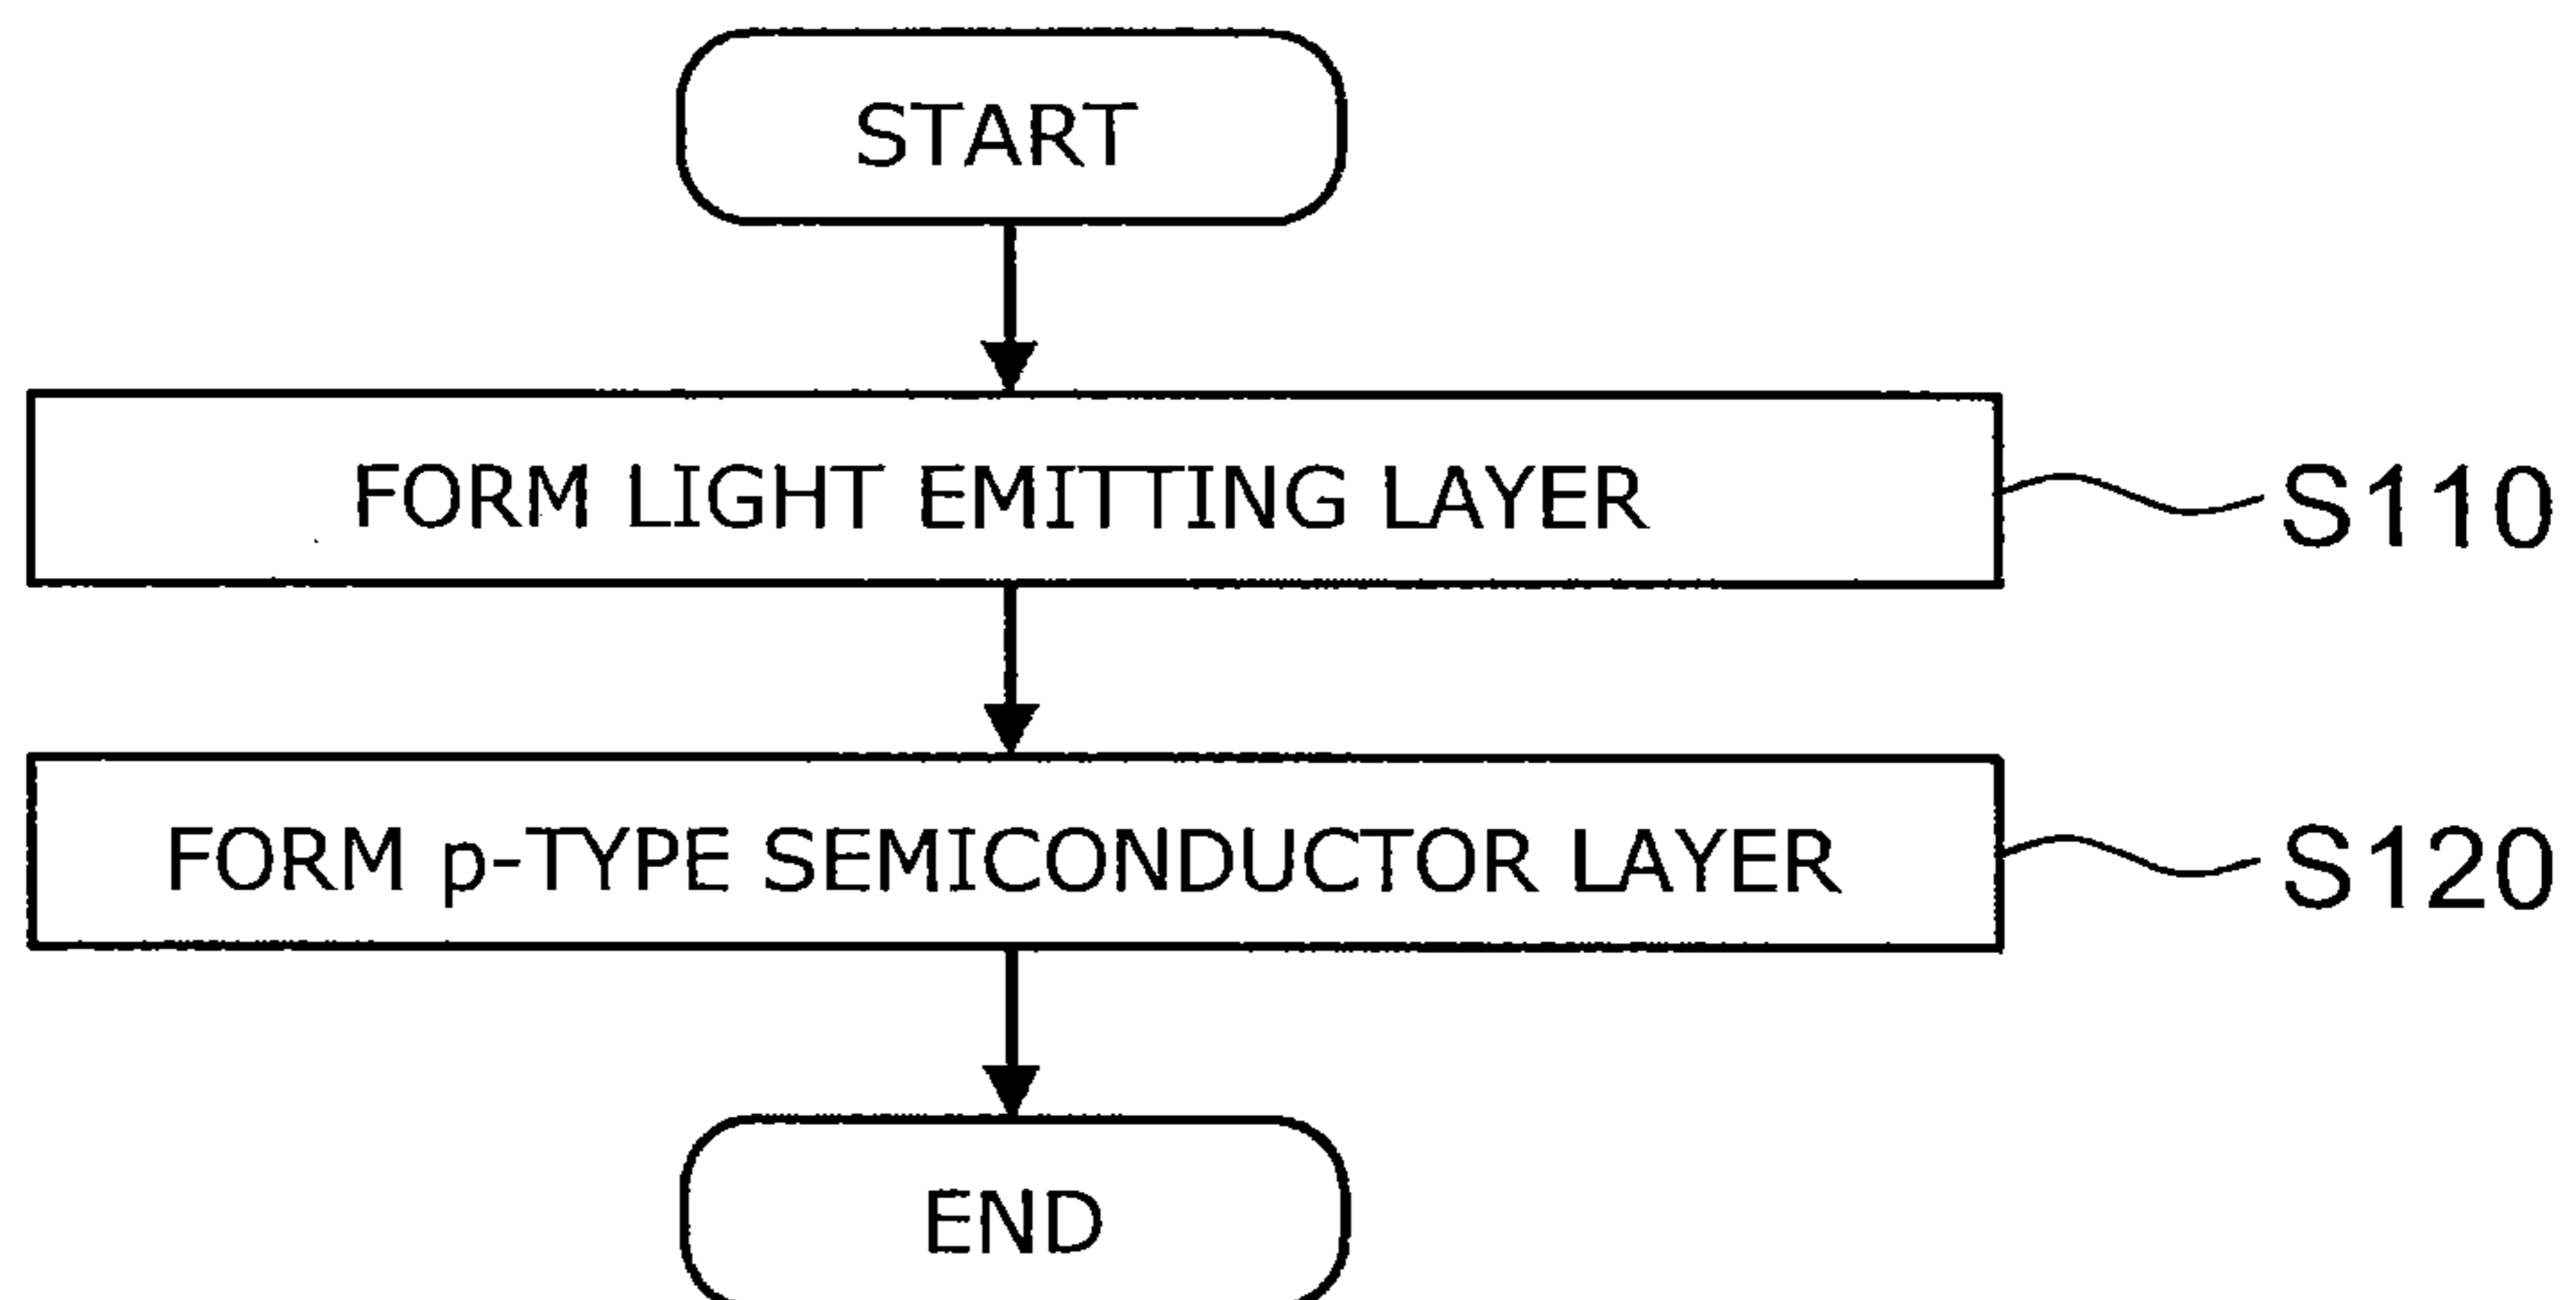 START
FORM LIGHT EMITTING LAYER
S110
FORM p-TYPE SEMICONDUCTOR LAYER
S120
END